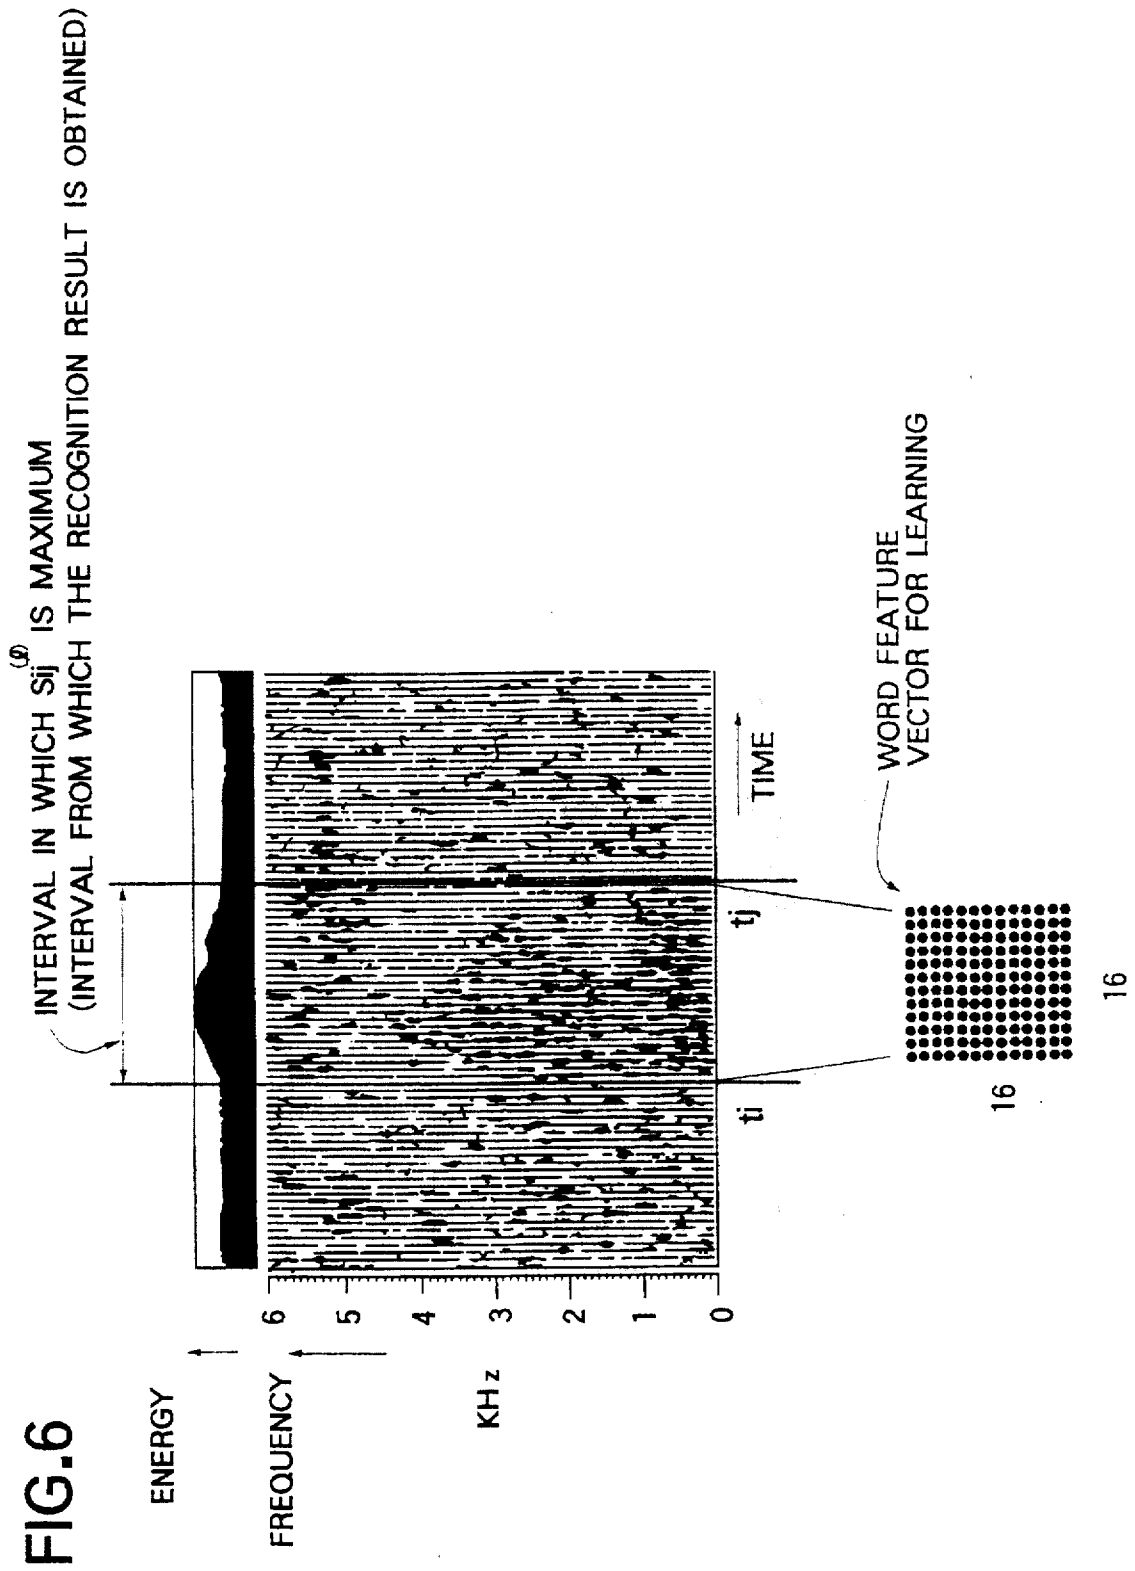 FIG.6
INTERVAL IN WHICH Sij(ℓ) IS MAXIMUM
(INTERVAL FROM WHICH THE RECOGNITION RESULT IS OBTAINED)
ENERGY
FREQUENCY
KHz
6
5
4
3
2
1
0
ti
tj
TIME
WORD FEATURE
VECTOR FOR LEARNING
16
16